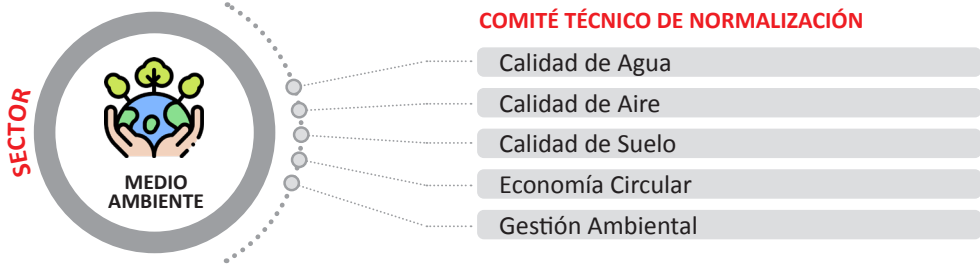 SECTOR
MEDIO
AMBIENTE
COMITÉ TÉCNICO DE NORMALIZACIÓN
Calidad de Agua
Calidad de Aire
Calidad de Suelo
Economía Circular
Gestión Ambiental